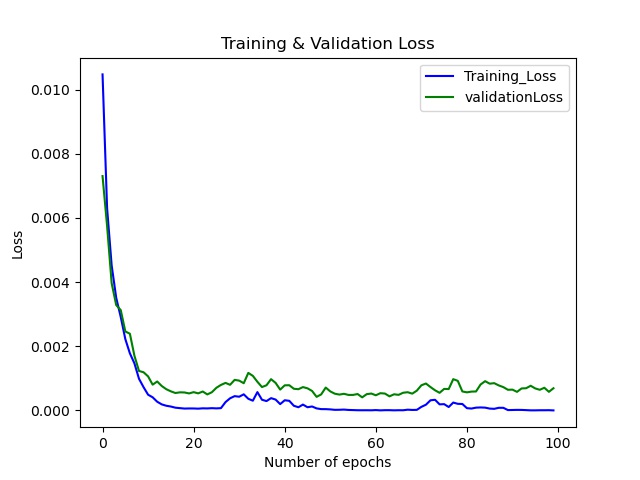 Training & Validation Loss
Training_Loss
validationLoss
0.010
0.008
0.006
0.004
0.002
0.000
Loss
0 20 40 60 80 100
Number of epochs